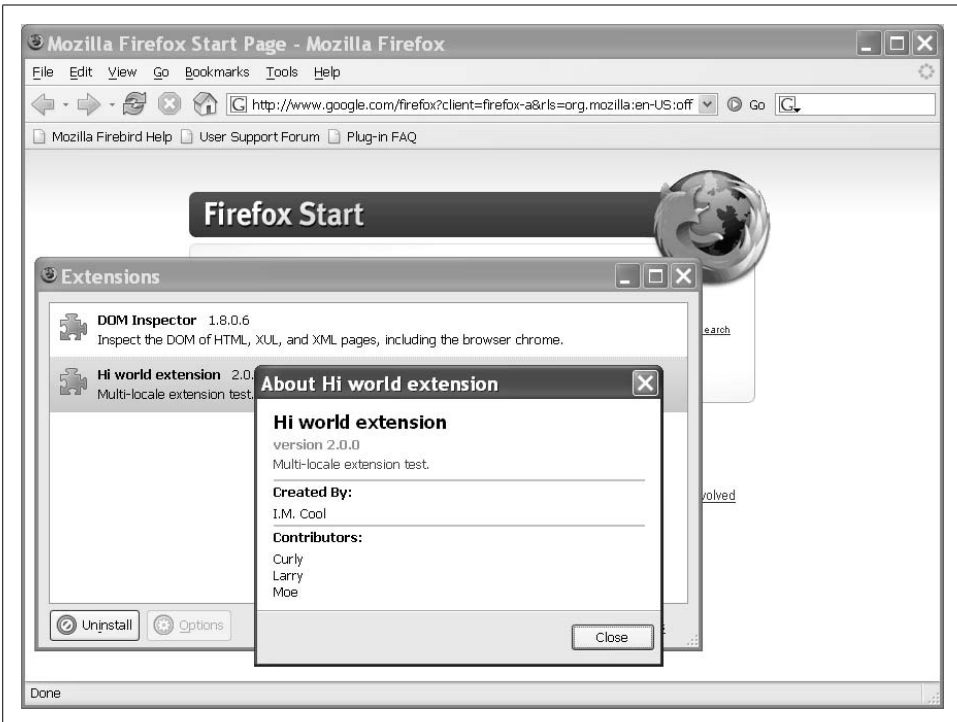 Mozilla Firefox Start Page - Mozilla Firefox
File Edit View Go Bookmarks Tools Help
http://www.google.com/firefox?client=firefox-a&rls=org.mozilla:en-US:off Go G
Mozilla Firebird Help User Support Forum Plug-in FAQ
Firefox Start
Extensions
DOM Inspector 1.8.0.6
Inspect the DOM of HTML, XUL, and XML pages, including the browser chrome.
earch
Hi world extension 2.0.
Multi-locale extension test.
About Hi world extension
Hi world extension
version 2.0.0
Multi-locale extension test.
Created By:
I.M. Cool
volved
Contributors:
Curly
Larry
Moe
Uninstall Options
Close
Done